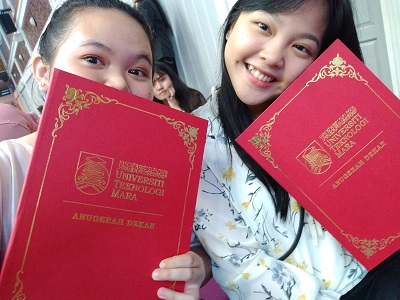 UNIVERSITI
TEKNOLOGI
MARA
ANUGERAH DEKAN
UNIVERSITI
TEKNOLOGI
MARA
ANUGERAH DEKAN